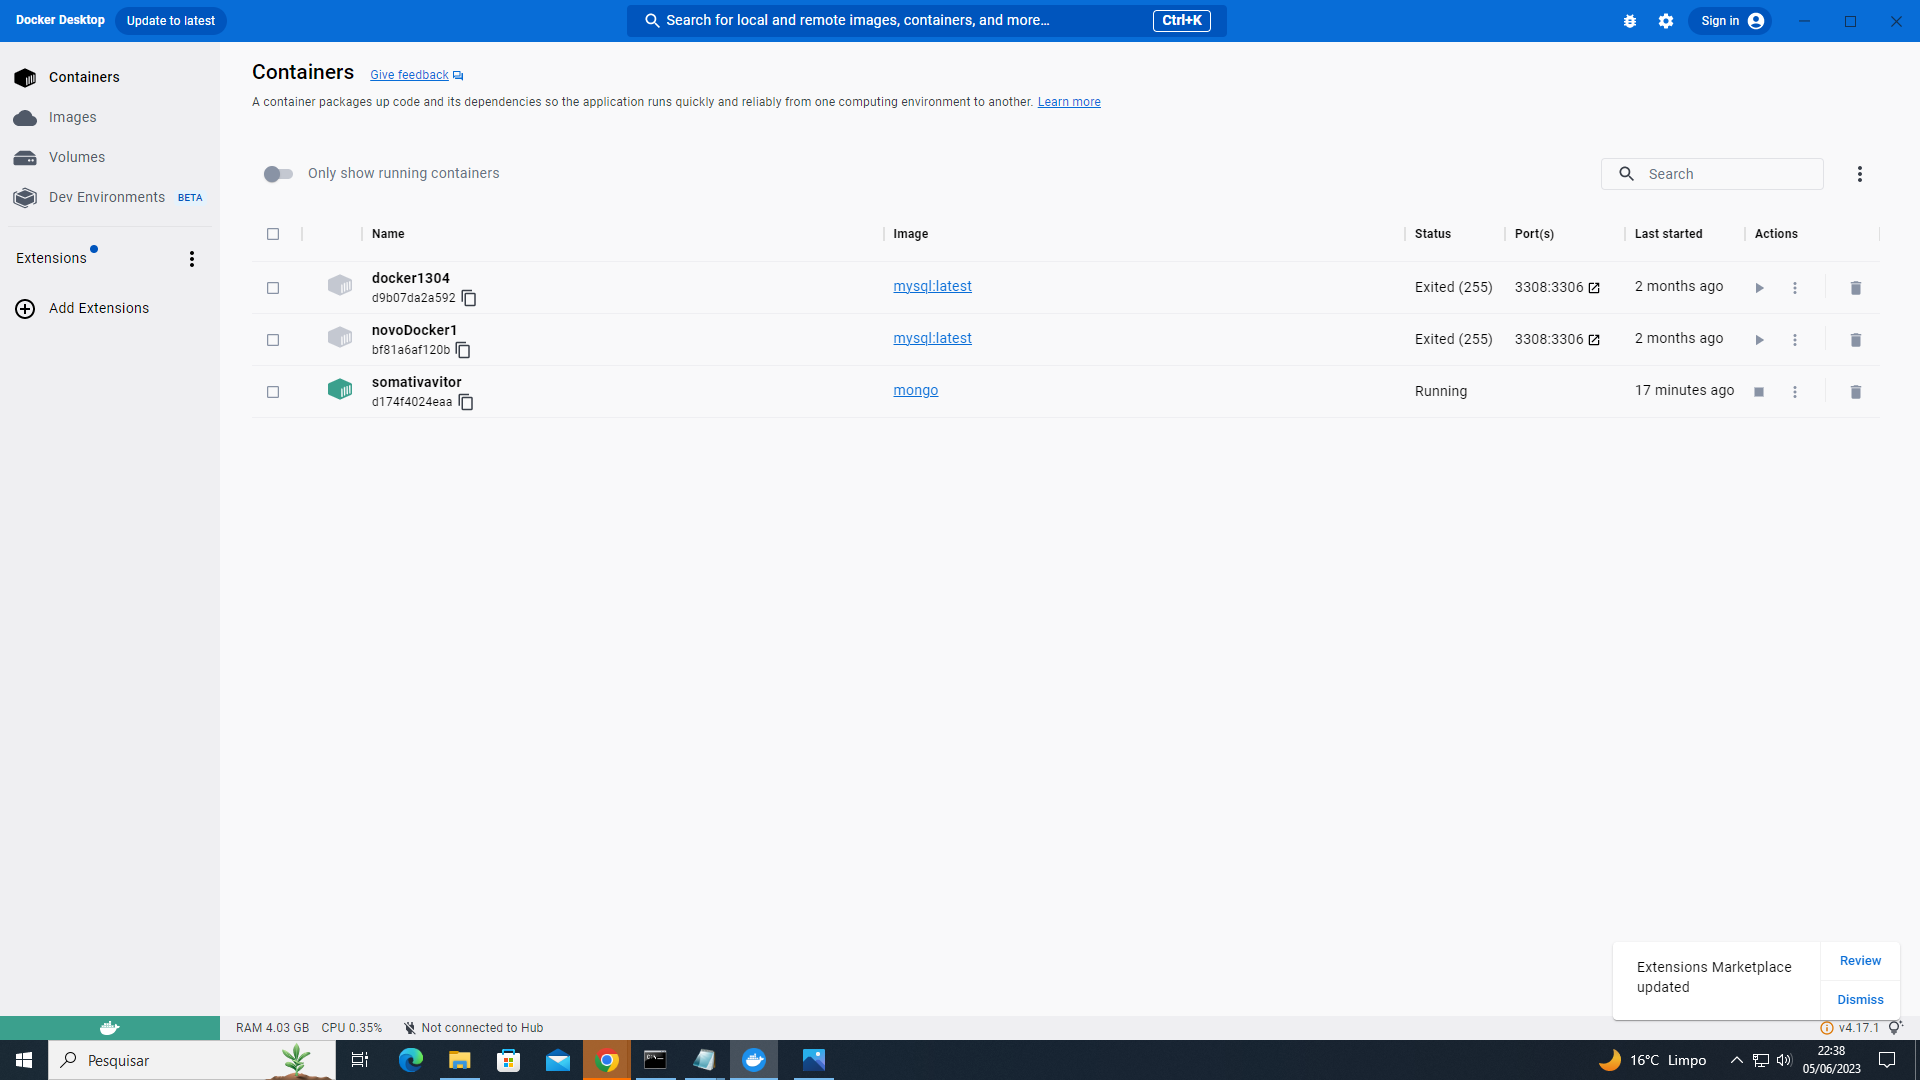 Docker Desktop Update to latest Search for local and remote images, containers, and more... Ctrl+K Sign in
Containers
Images
Volumes
Dev Environments BETA
Extensions
Add Extensions
Containers Give feedback
A container packages up code and its dependencies so the application runs quickly and reliably from one computing environment to another. Learn more
Only show running containers Search
Name Image Status Port(s) Last started Actions
docker1304
d9b07da2a592 mysql:latest Exited (255) 3308:3306 2 months ago
novoDocker1
bf81a6af120b mysql:latest Exited (255) 3308:3306 2 months ago
somativavitor
d174f4024eaa mongo Running 17 minutes ago
Extensions Marketplace
updated
Review
Dismiss
RAM 4.03 GB CPU 0.35% Not connected to Hub v4.17.1
Pesquisar 16°C Limpo 22:38
05/06/2023